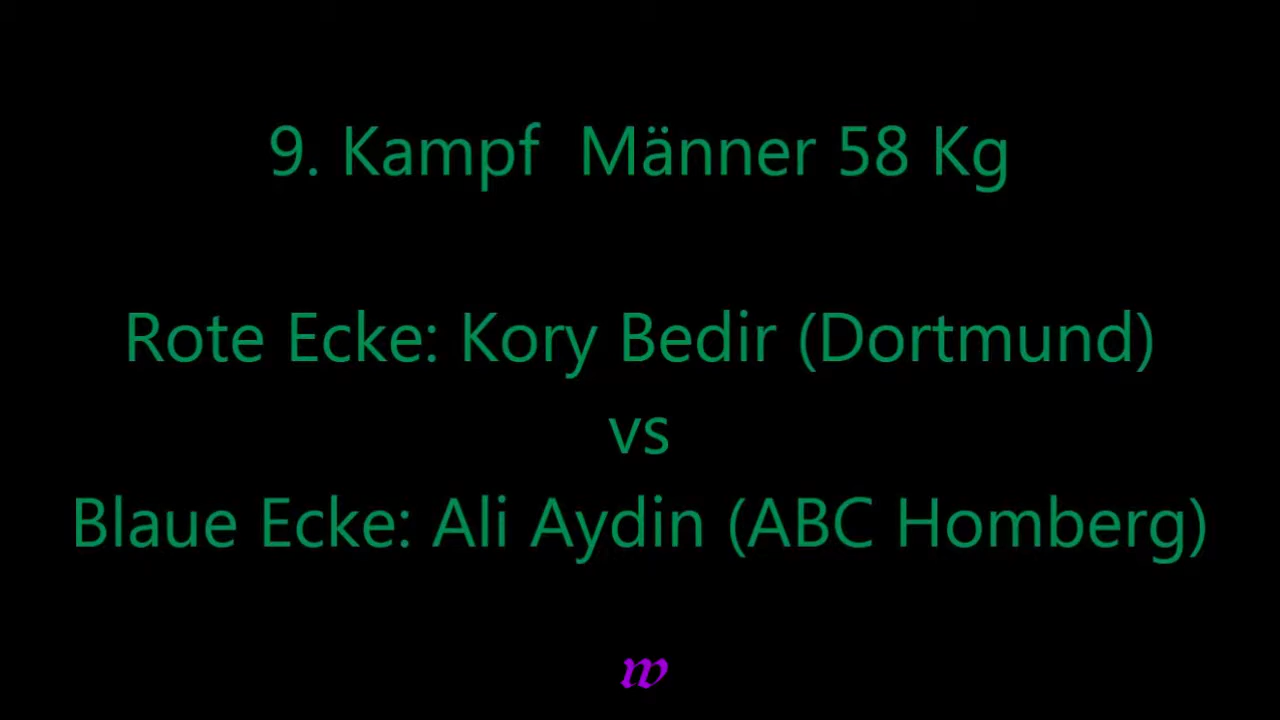 9. Kampf  Männer 58 Kg
Rote Ecke: Kory Bedir (Dortmund)
vs
Blaue Ecke: Ali Aydin (ABC Homberg)
w